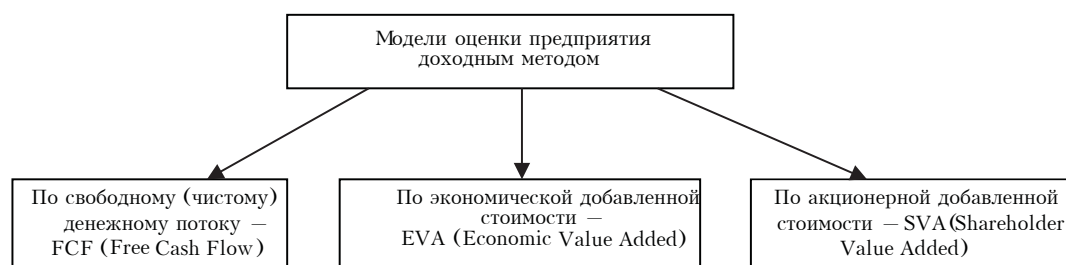 Модели оценки предприятия
доходным методом
По свободному (чистому)
денежному потоку –
FCF (Free Cash Flow)
По экономической добавленной
стоимости –
EVA (Economic Value Added)
По акционерной добавленной
стоимости – SVA(Shareholder
Value Added)